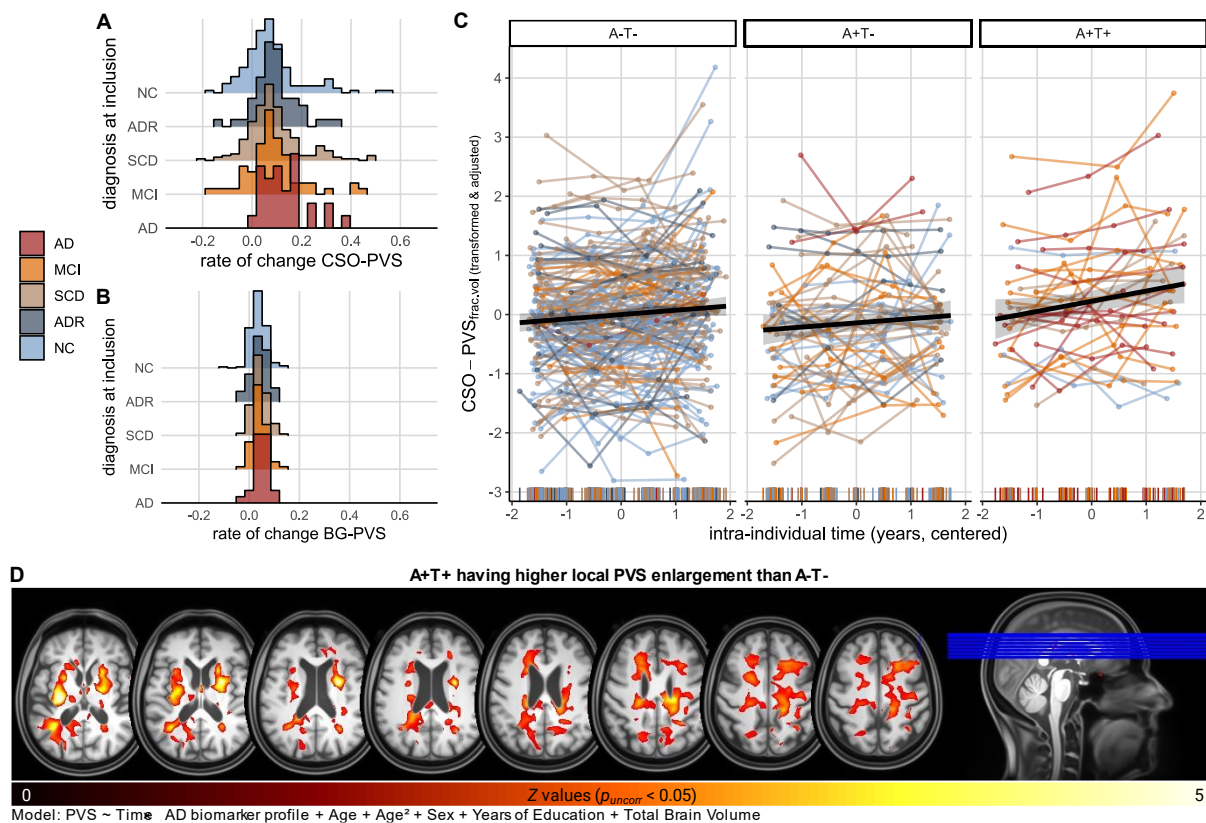 A
diagnosis at inclusion
NC
ADR
SCD
MCI
AD
-0.2 0.0 0.2 0.4 0.6
rate of change CSO-PVS
AD
MCI
SCD
ADR
NC
B
diagnosis at inclusion
NC
ADR
SCD
MCI
AD
-0.2 0.0 0.2 0.4 0.6
rate of change BG-PVS
C
A-T- A+T- A+T+
CSO – PVSfrac.vol (transformed & adjusted)
4
3
2
1
0
-1
-2
-3
-2 -1 0 1 2 -2 -1 0 1 2 -2 -1 0 1 2
intra-individual time (years, centered)
D
A+T+ having higher local PVS enlargement than A-T-
0 Z values (puncorr < 0.05) 5
Model: PVS ~ Time AD biomarker profile + Age + Age² + Sex + Years of Education + Total Brain Volume